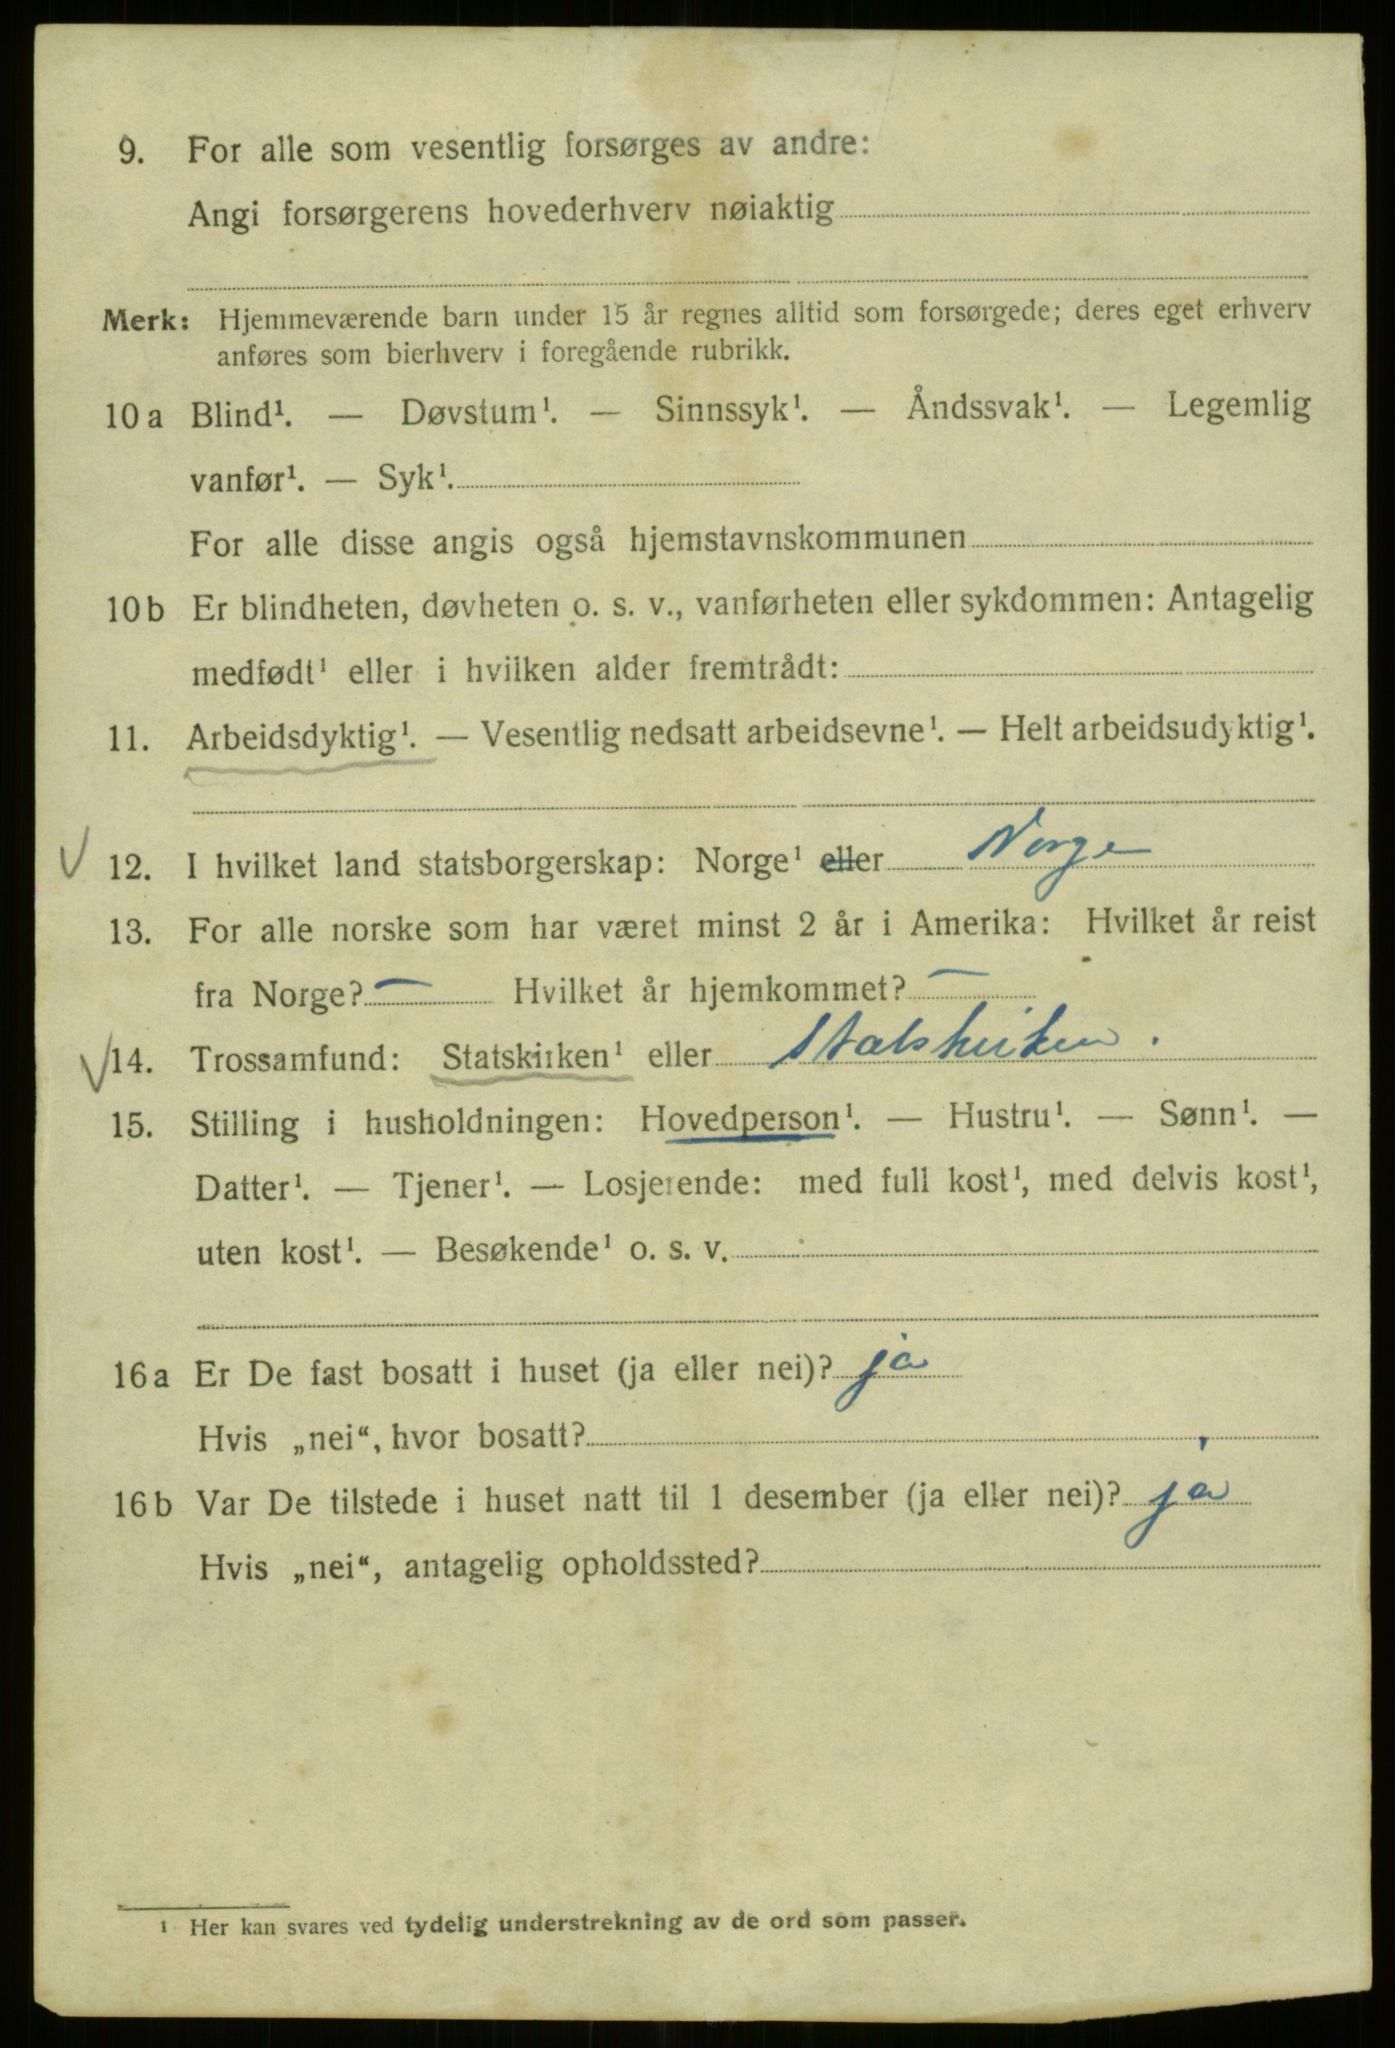 9. For alle som vesentlig forsørges av andre:
Angi forsørgerens hovederhverv nøiaktig
Merk: Hjemmeværende barn under 15 år regnes alltid som forsørgede; deres eget erhverv
anføres som bierhverv i foregående rubrikk.
10 a Blind¹. — Døvstum¹. — Sinnssyk¹. — Åndssvak¹. — Legemlig
vanfør¹. — Syk¹.
For alle disse angis også hjemstavnskommunen
10 b Er blindheten, døvheten o. s. v., vanførheten eller sykdommen: Antagelig
medfødt¹ eller i hvilken alder fremtrådt:
11. Arbeidsdyktig¹. — Vesentlig nedsatt arbeidsevne¹. — Helt arbeidsudyktig¹.
12. I hvilket land statsborgerskap: Norge¹ eller Norge
13. For alle norske som har været minst 2 år i Amerika: Hvilket år reist
fra Norge? — Hvilket år hjemkommet? —
14. Trossamfund: Statskirken¹ eller Statskirken.
15. Stilling i husholdningen: Hovedperson¹. — Hustru¹. — Sønn¹. —
Datter¹. — Tjener¹. — Losjerende: med full kost¹, med delvis kost¹,
uten kost¹. — Besøkende¹ o. s. v.
16 a Er De fast bosatt i huset (ja eller nei)? ja
Hvis „nei“, hvor bosatt?
16 b Var De tilstede i huset natt til 1 desember (ja eller nei)? ja
Hvis „nei“, antagelig opholdssted?
¹ Her kan svares ved tydelig understrekning av de ord som passer.